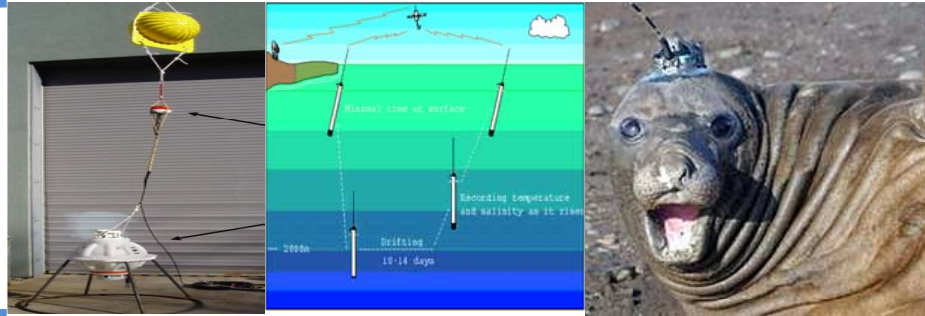 Minimal time at surface
Recording temperature
and salinity as it rises
2000m
Drifting
10-14 days